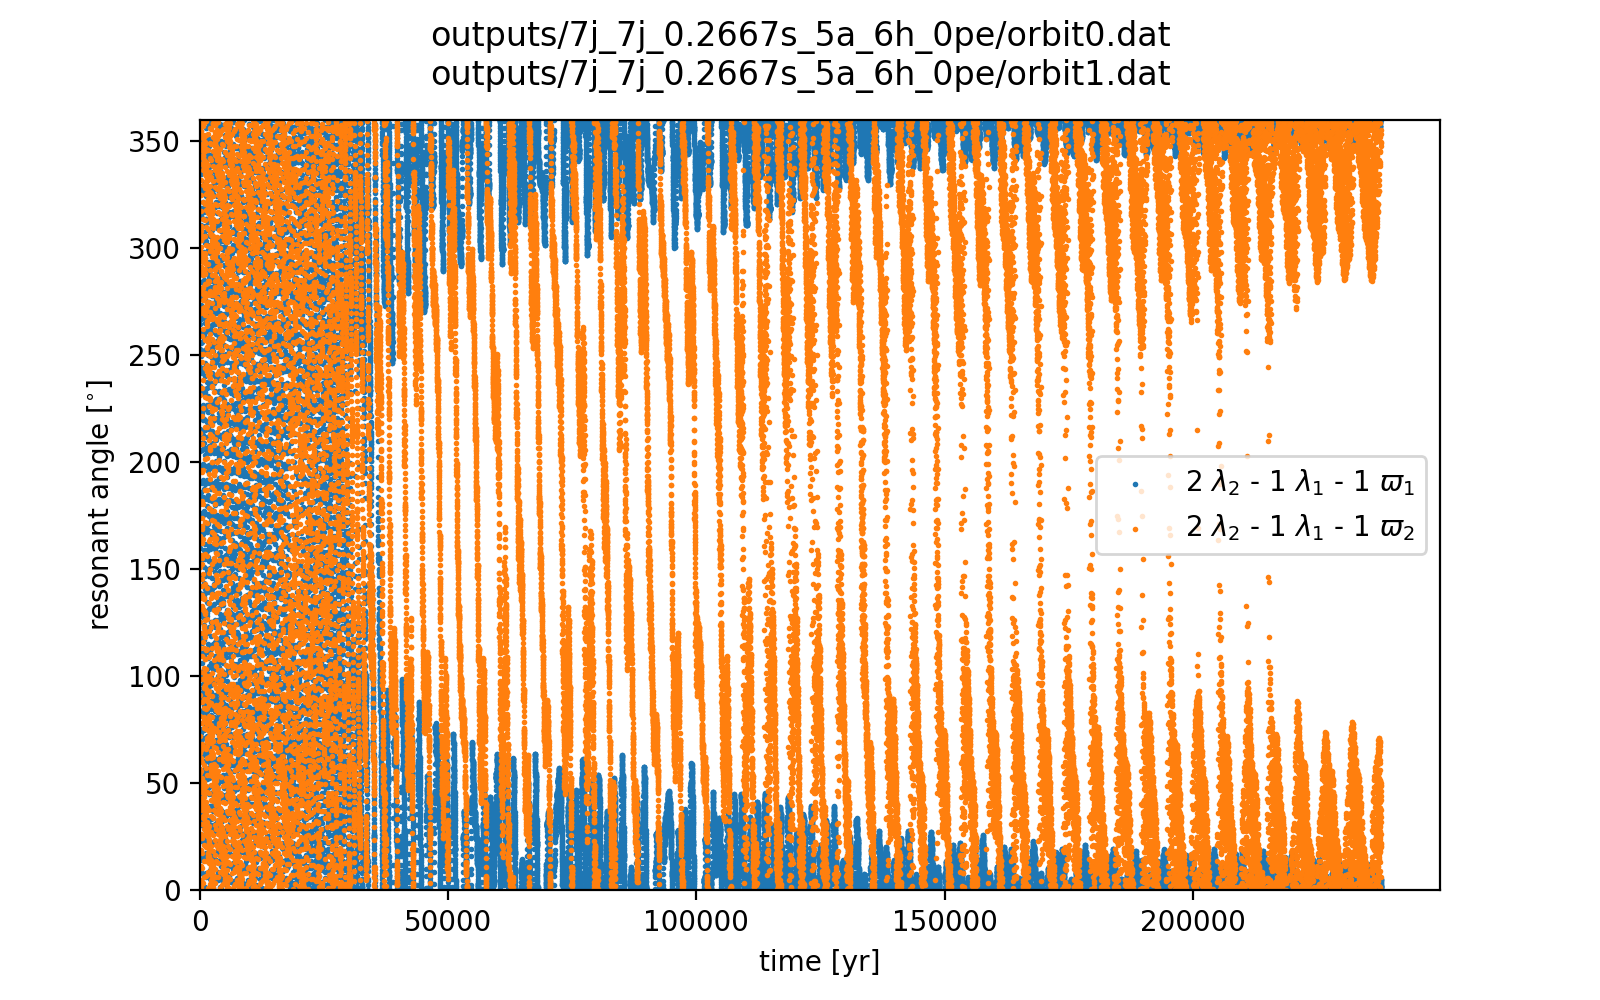 outputs/7j_7j_0.2667s_5a_6h_0pe/orbit0.dat
outputs/7j_7j_0.2667s_5a_6h_0pe/orbit1.dat
350
300
250
200
150
100
50
0
resonant angle [°]
2 λ₂ - 1 λ₁ - 1 ϖ₁
2 λ₂ - 1 λ₁ - 1 ϖ₂
0
50000
100000
150000
200000
time [yr]